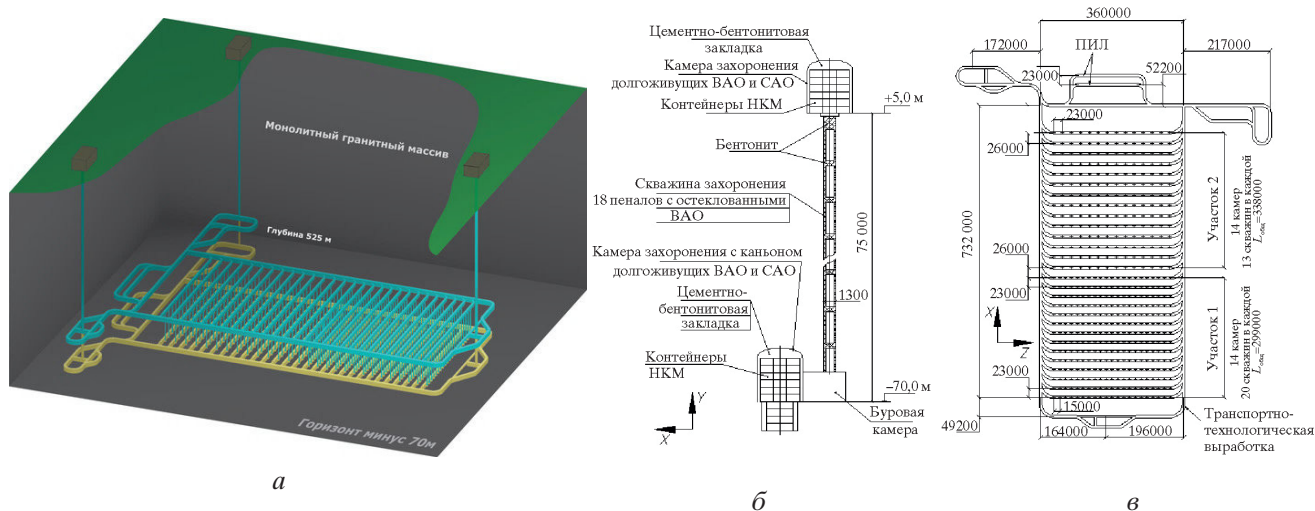 Монолитный гранитный массив
Глубина 525 м
Горизонт минус 70м
а
Цементно-бентонитовая
закладка
Камера захоронения
долгоживущих ВАО и САО
Контейнеры НКМ
+5,0 м
Бентонит
Скважина захоронения
18 пеналов с остеклованными
ВАО
75 000
Камера захоронения с каньоном
долгоживущих ВАО и САО
1300
Цементно-
бентонитовая
закладка
Контейнеры
НКМ
–70,0 м
Буровая
камера
Y
X
б
360000
172000
ПИЛ
217000
23000
52200
23000
26000
Участок 2
14 камер
13 скважин в каждой
Lобщ=338000
732 000
26000
23000
X
Z
Участок 1
14 камер
20 скважин в каждой
Lобщ=299000
23000
15000
49200
164000
196000
Транспортно-
технологическая
выработка
в